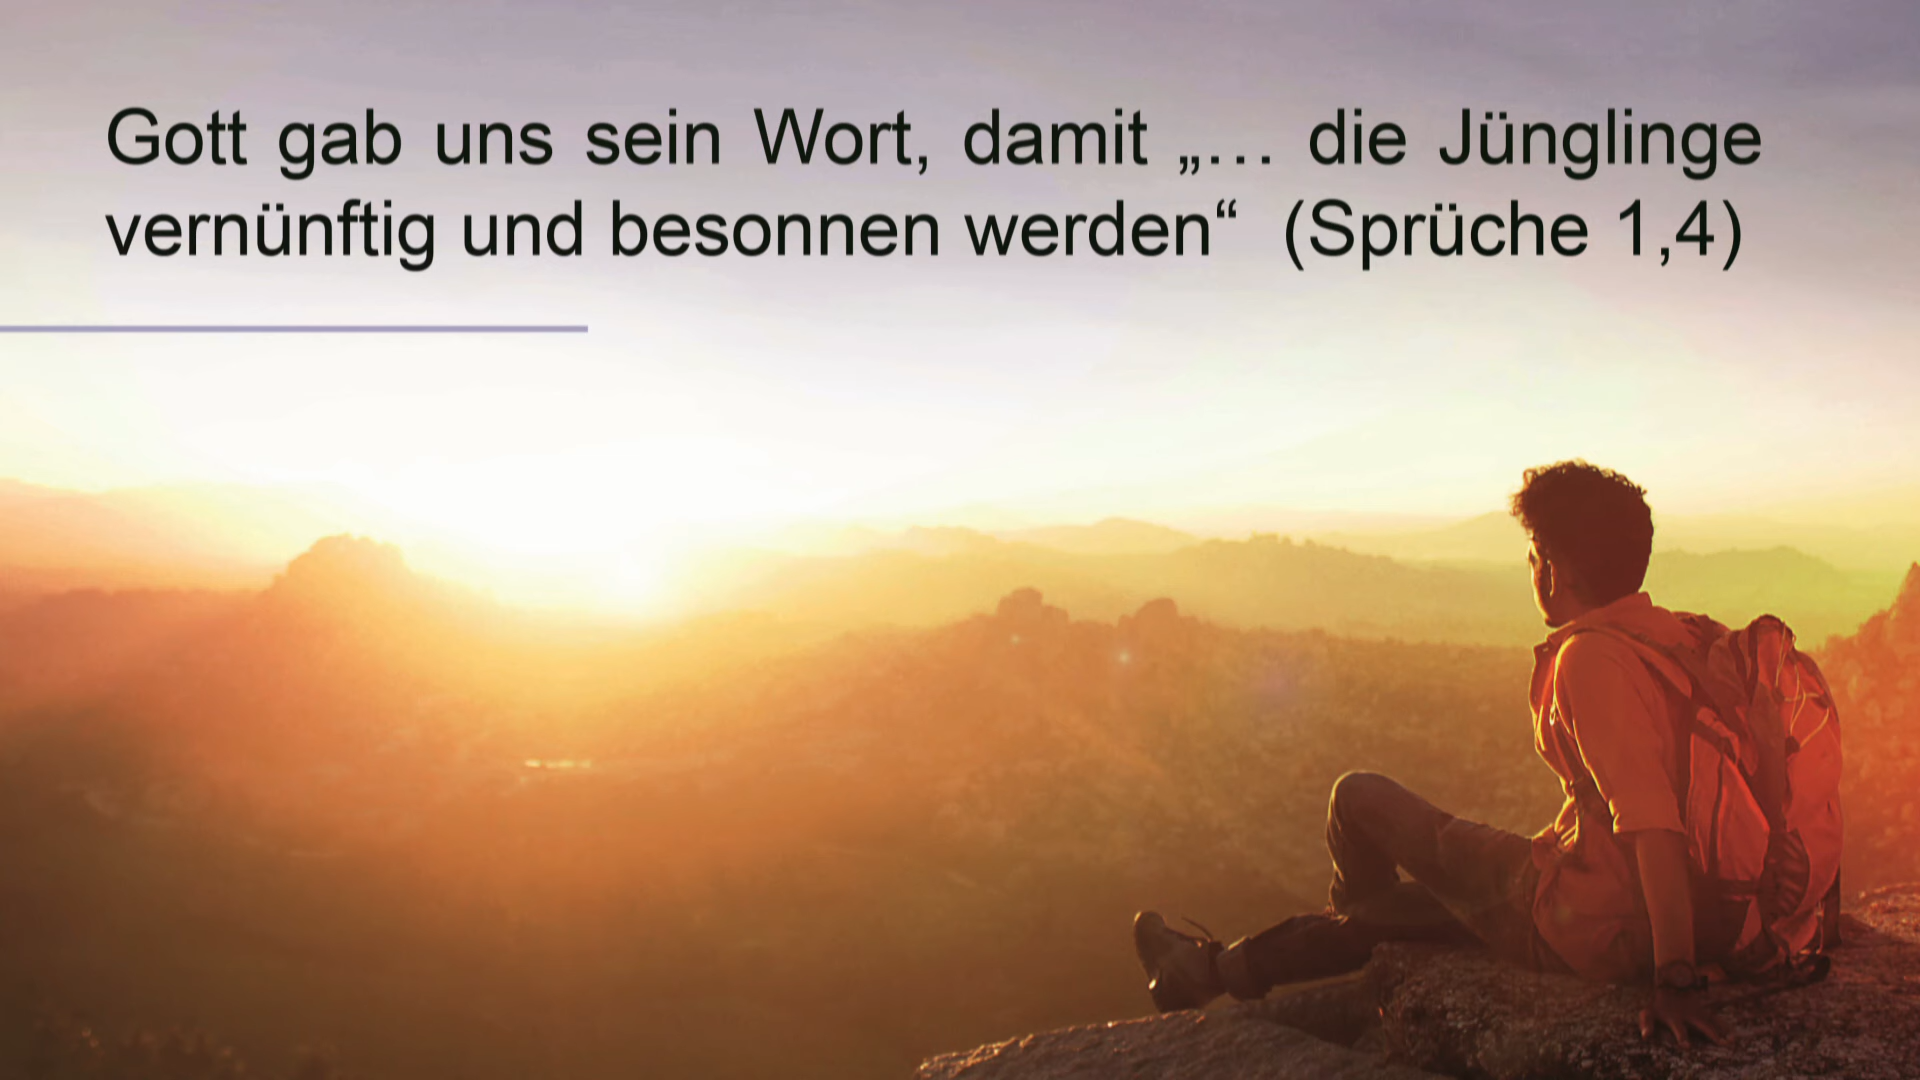 Gott gab uns sein Wort, damit „… die Jünglinge
vernünftig und besonnen werden“ (Sprüche 1,4)